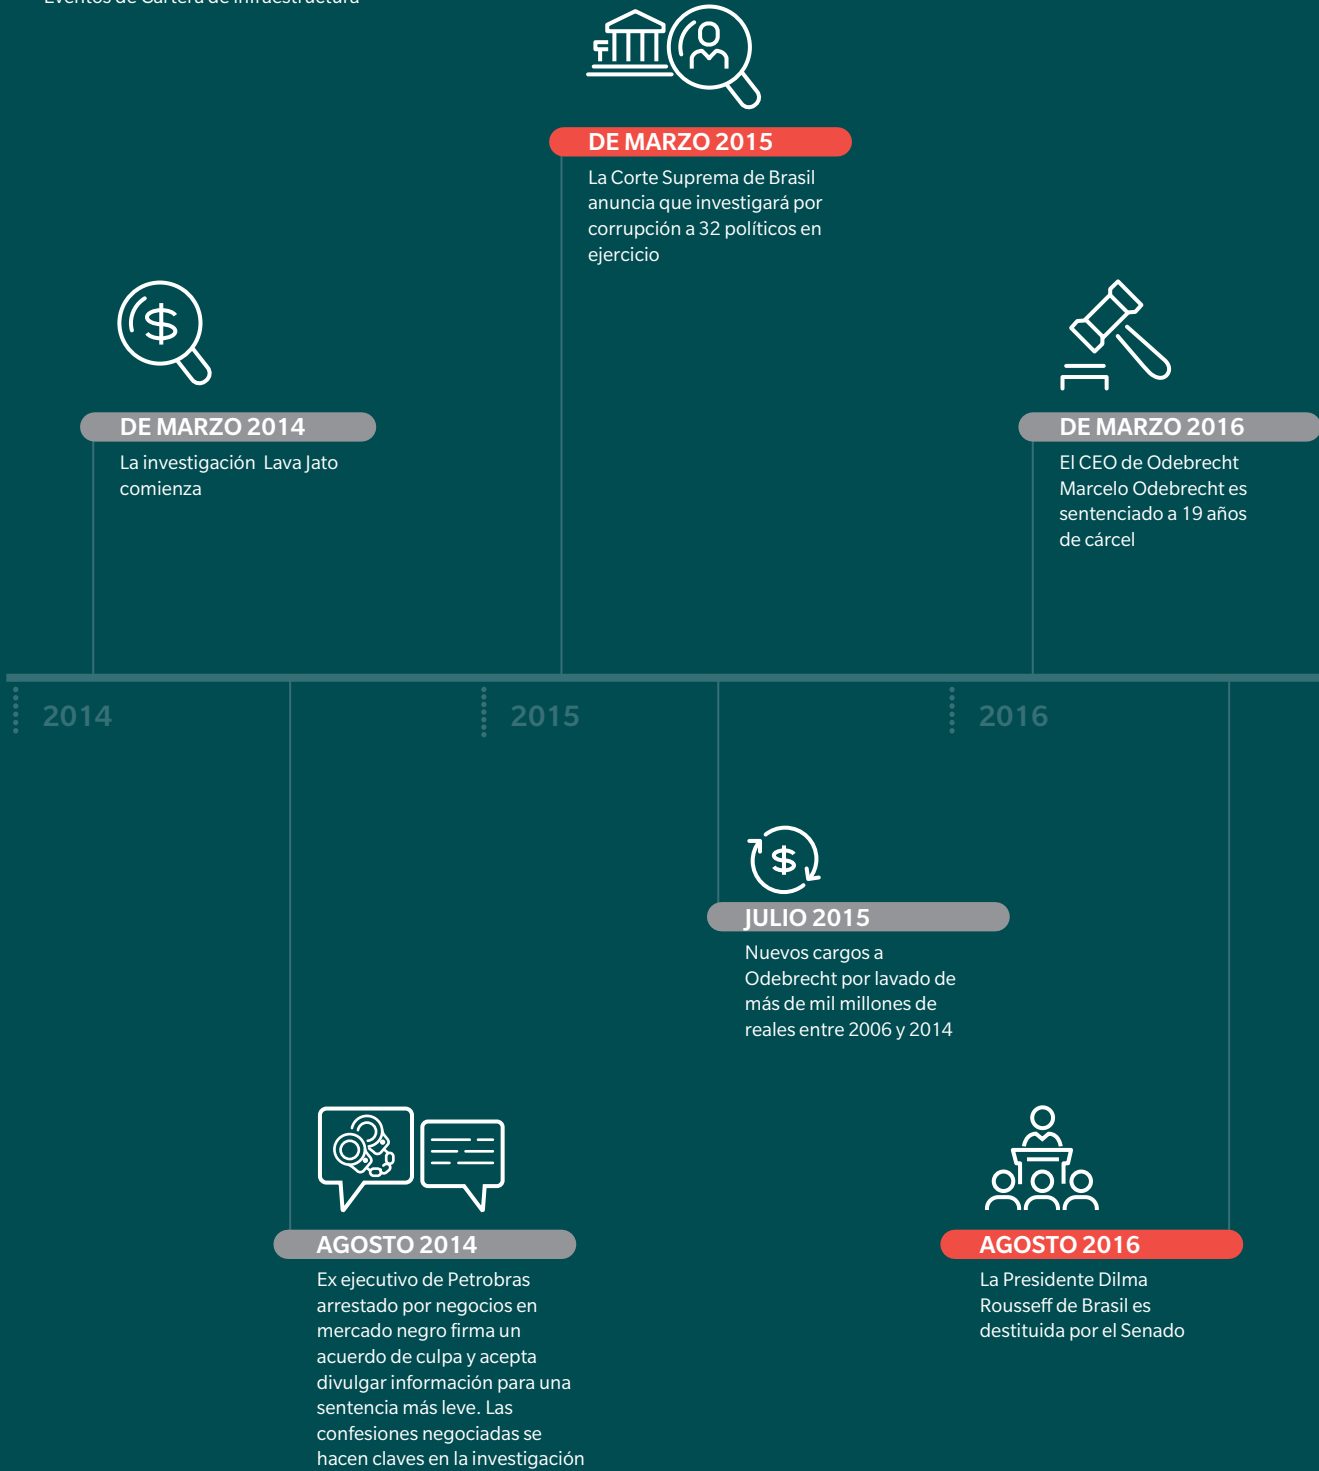 Eventos de Cartera de Infraestructura
DE MARZO 2015
La Corte Suprema de Brasil
anuncia que investigará por
corrupción a 32 políticos en
ejercicio
DE MARZO 2014
La investigación Lava Jato
comienza
DE MARZO 2016
El CEO de Odebrecht
Marcelo Odebrecht es
sentenciado a 19 años
de cárcel
2014
2015
2016
JULIO 2015
Nuevos cargos a
Odebrecht por lavado de
más de mil millones de
reales entre 2006 y 2014
AGOSTO 2014
Ex ejecutivo de Petrobras
arrestado por negocios en
mercado negro firma un
acuerdo de culpa y acepta
divulgar información para una
sentencia más leve. Las
confesiones negociadas se
hacen claves en la investigación
AGOSTO 2016
La Presidente Dilma
Rousseff de Brasil es
destituida por el Senado